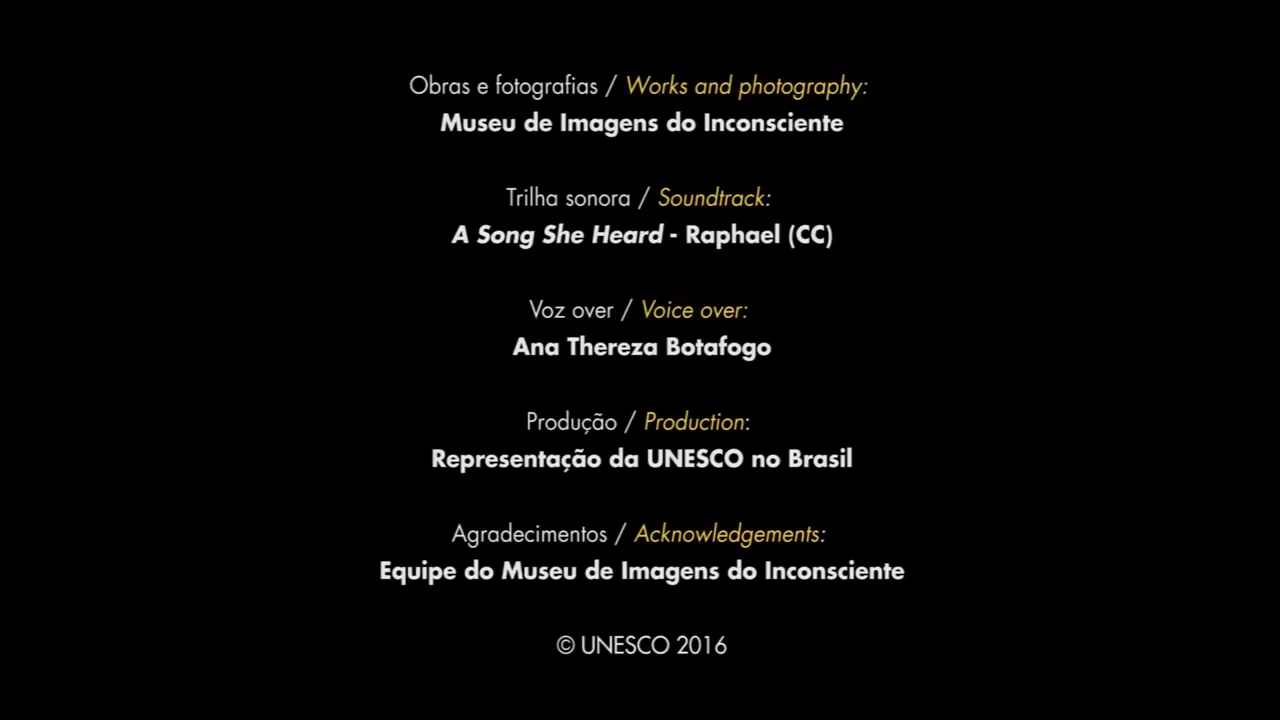 Obras e fotografias / Works and photography:
Museu de Imagens do Inconsciente
Trilha sonora / Soundtrack:
A Song She Heard - Raphael (CC)
Voz over / Voice over:
Ana Thereza Botafogo
Produção / Production:
Representação da UNESCO no Brasil
Agradecimentos / Acknowledgements:
Equipe do Museu de Imagens do Inconsciente
© UNESCO 2016